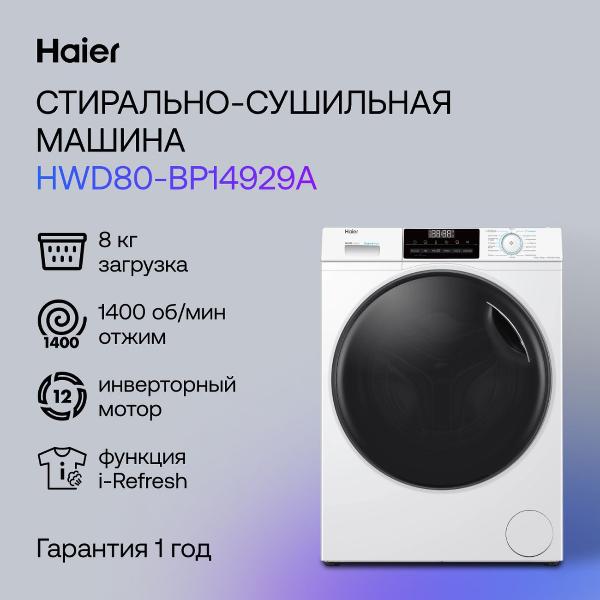 Haier
СТИРАЛЬНО-СУШИЛЬНАЯ
МАШИНА
HWD80-BP14929A
8 кг
загрузка
1400 об/мин
отжим
1400
инверторный
мотор
12
функция
i-Refresh
i
Гарантия 1 год
Haier